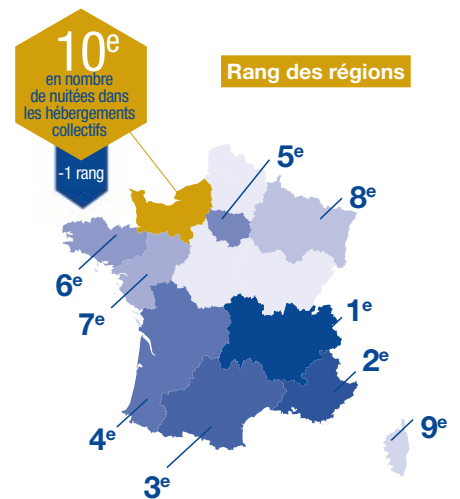 10e
en nombre
de nuitées dans
les hébergements
collectifs
-1 rang
Rang des régions
5e
8e
6e
7e
1e
2e
4e
3e
9e